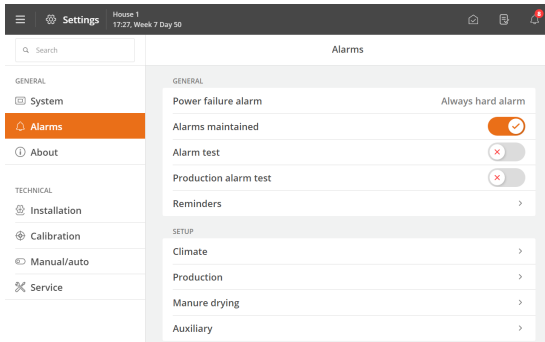 Settings
House 1
17:27, Week 7 Day 50
8
Search
Alarms
GENERAL
System
Alarms
About
TECHNICAL
Installation
Calibration
Manual/auto
Service
GENERAL
Power failure alarm Always hard alarm
Alarms maintained
Alarm test
Production alarm test
Reminders
SETUP
Climate
Production
Manure drying
Auxiliary